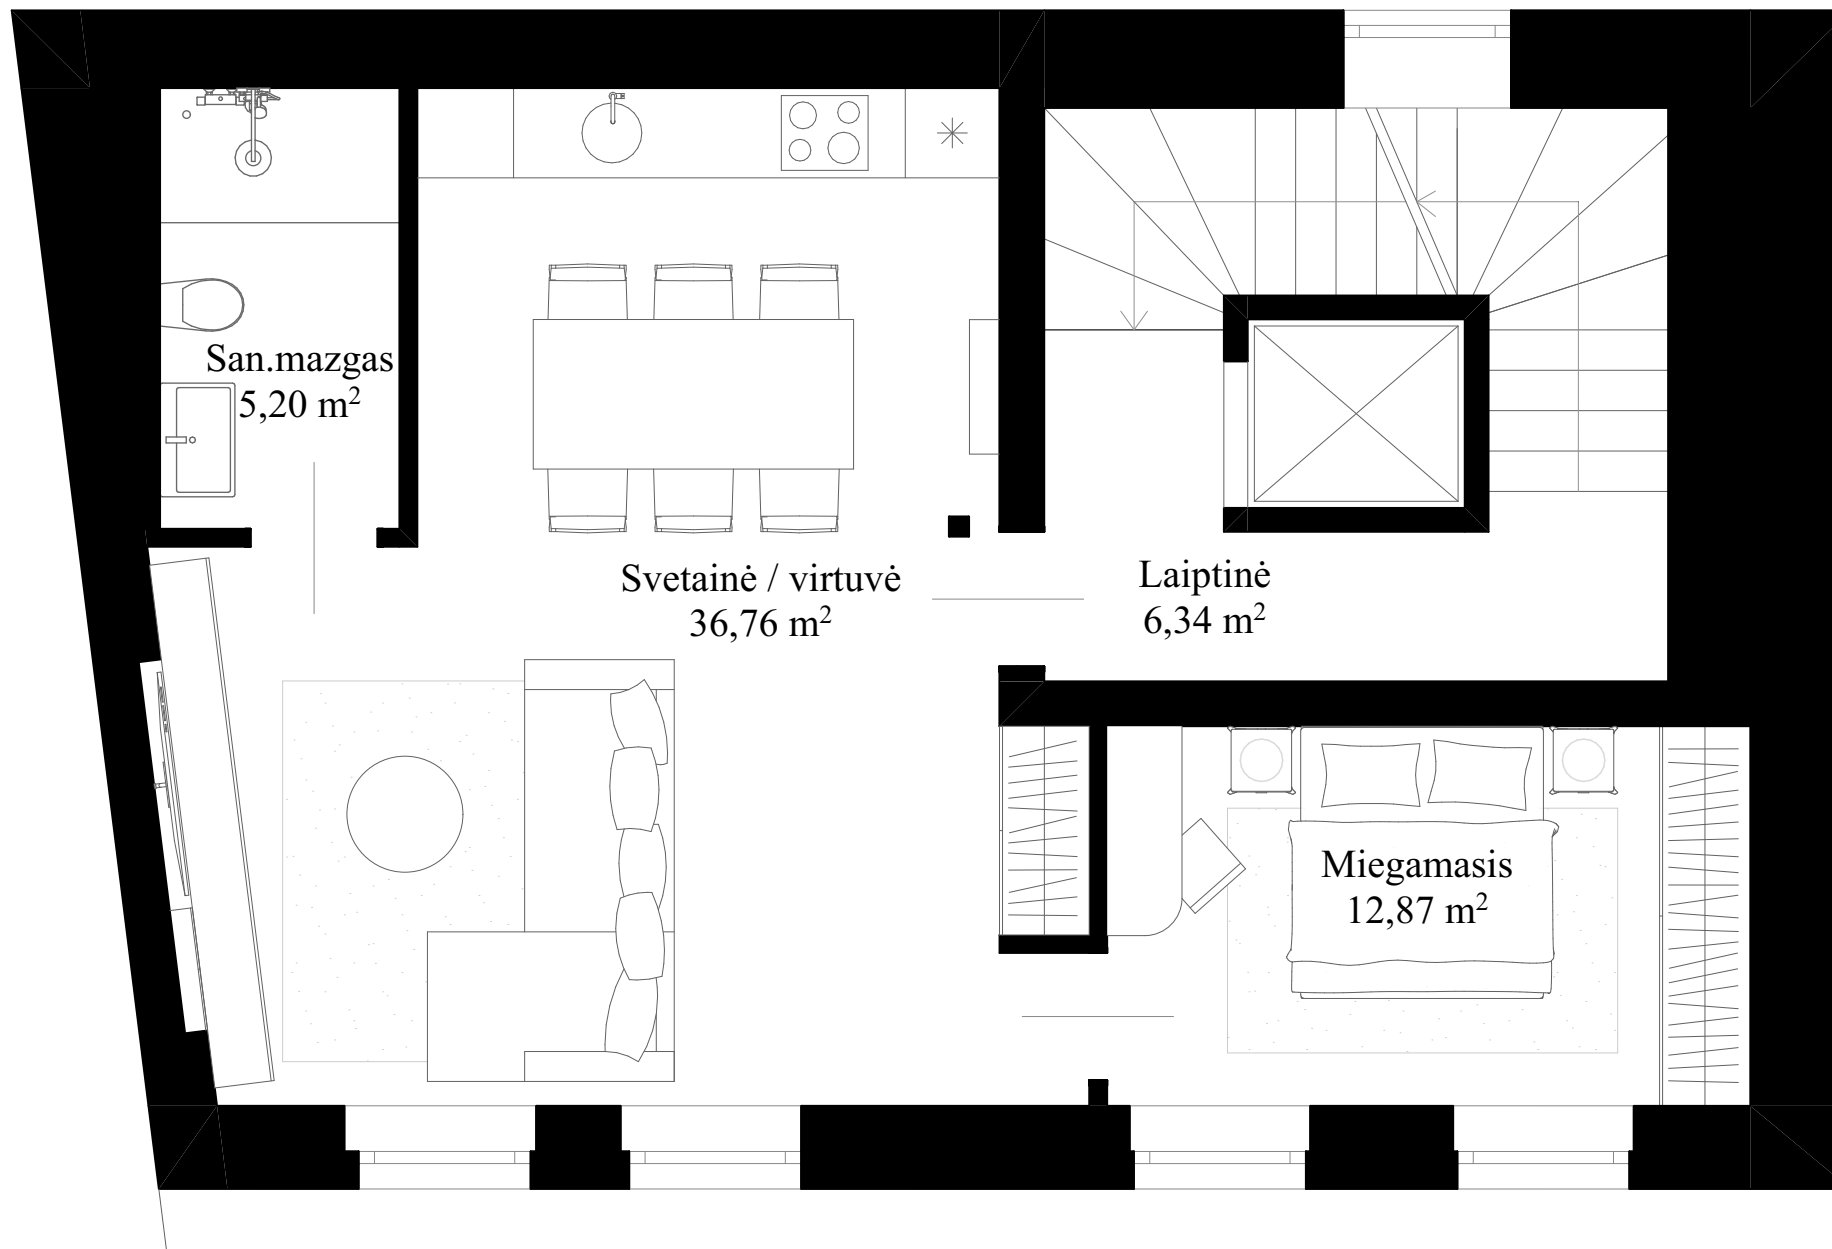 San.mazgas
5,20 m²
Svetainė / virtuvė
36,76 m²
Laiptinė
6,34 m²
Miegamasis
12,87 m²